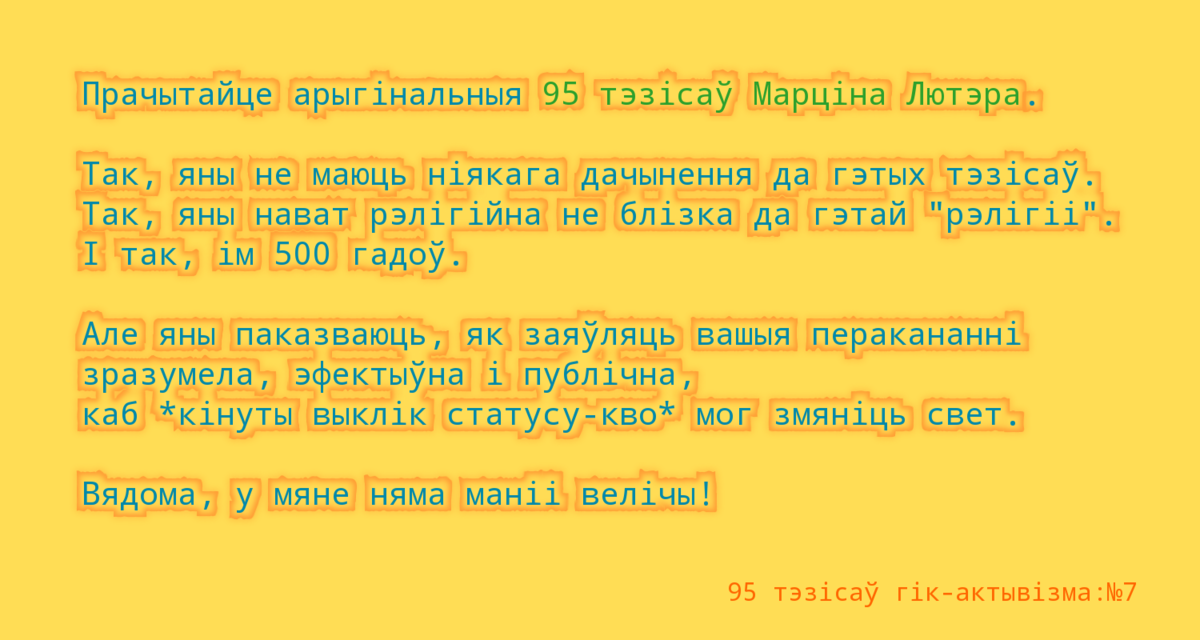 Прачытайце арыгінальныя 95 тэзісаў Марціна Лютэра.
Так, яны не маюць ніякага дачынення да гэтых тэзісаў.
Так, яны нават рэлігійна не блізка да гэтай "рэлігіі".
І так, ім 500 гадоў.
Але яны паказваюць, як заяўляць вашыя перакананні
зразумела, эфектыўна і публічна,
каб *кінуты выклік статусу-кво* мог змяніць свет.
Вядома, у мяне няма маніі велічы!
95 тэзісаў гік-актывізма:№7